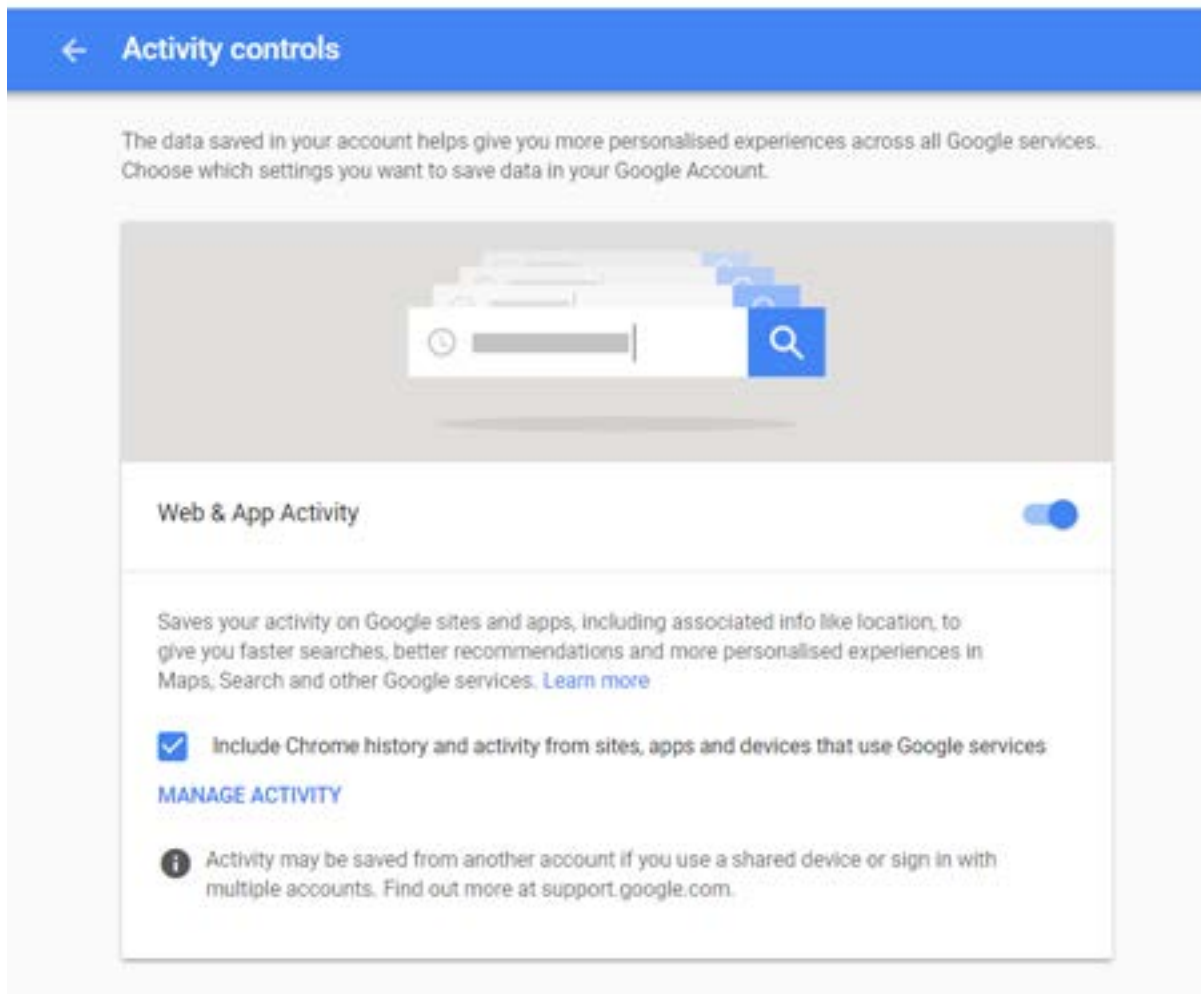 Activity controls
The data saved in your account helps give you more personalised experiences across all Google services.
Choose which settings you want to save data in your Google Account.
Web & App Activity
Saves your activity on Google sites and apps, including associated info like location, to
give you faster searches, better recommendations and more personalised experiences in
Maps, Search and other Google services. Learn more
Include Chrome history and activity from sites, apps and devices that use Google services
MANAGE ACTIVITY
Activity may be saved from another account if you use a shared device or sign in with
multiple accounts. Find out more at support.google.com.